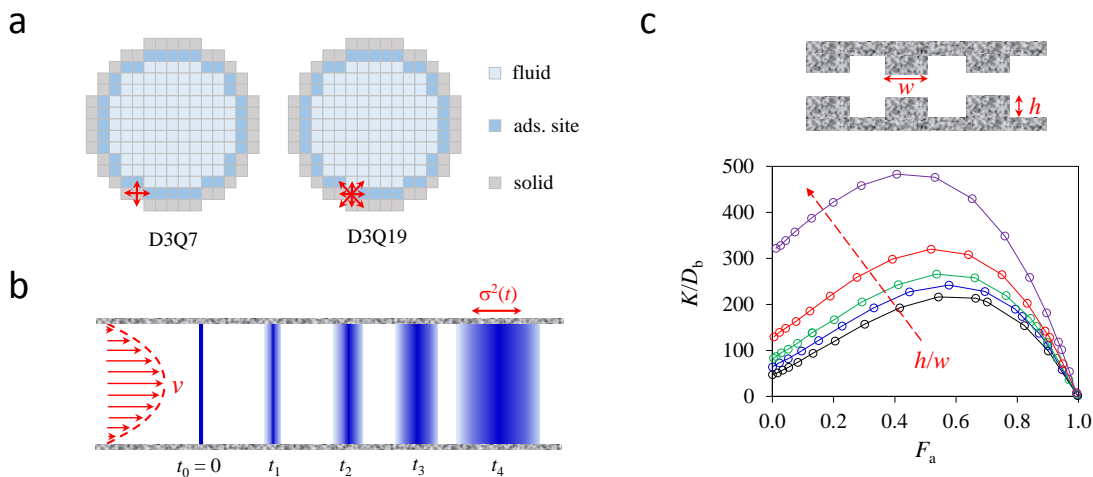 a
fluid
ads. site
solid
D3Q7
D3Q19
b
σ²(t)
v
t₀ = 0
t₁
t₂
t₃
t₄
c
w
h
500
400
300
200
100
0
K/D_b
h/w
0.0
0.2
0.4
0.6
0.8
1.0
Fₐ